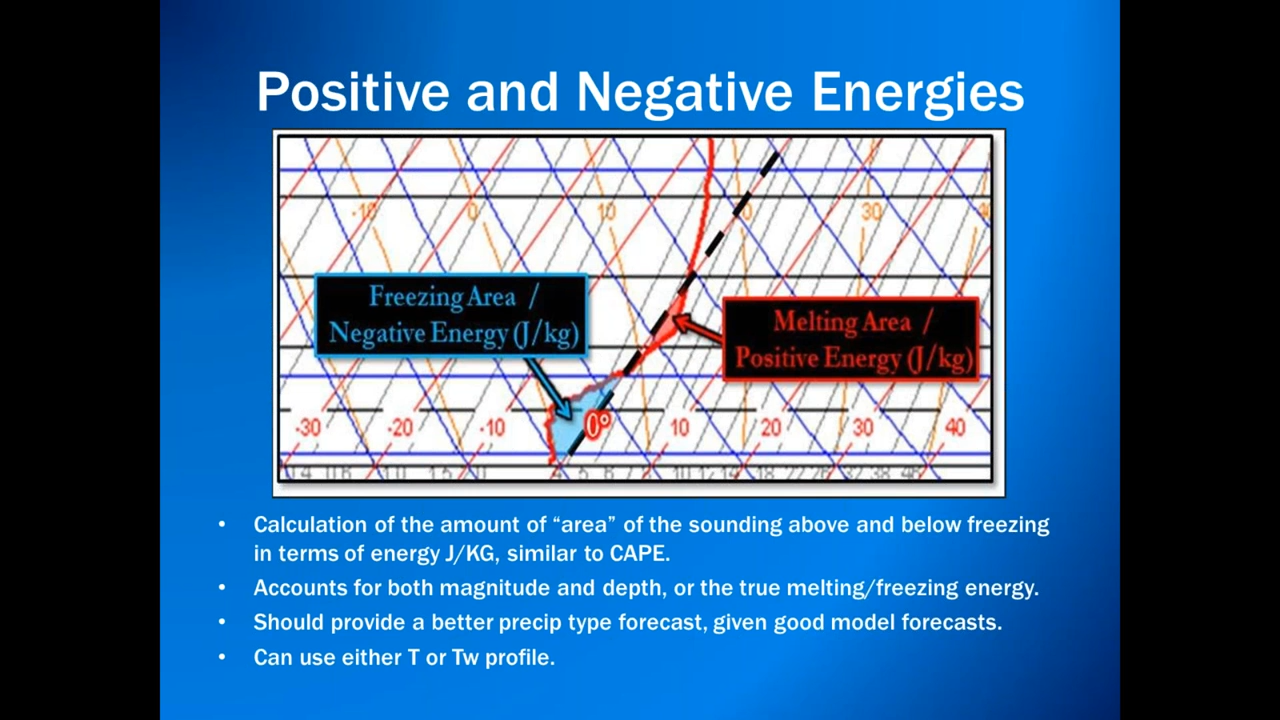 Positive and Negative Energies
-10 0 10 0 30
Freezing Area /
Negative Energy (J/kg)
Melting Area /
Positive Energy (J/kg)
-30 -20 -10 0° 10 20 30 40
• Calculation of the amount of “area” of the sounding above and below freezing
in terms of energy J/KG, similar to CAPE.
• Accounts for both magnitude and depth, or the true melting/freezing energy.
• Should provide a better precip type forecast, given good model forecasts.
• Can use either T or Tw profile.